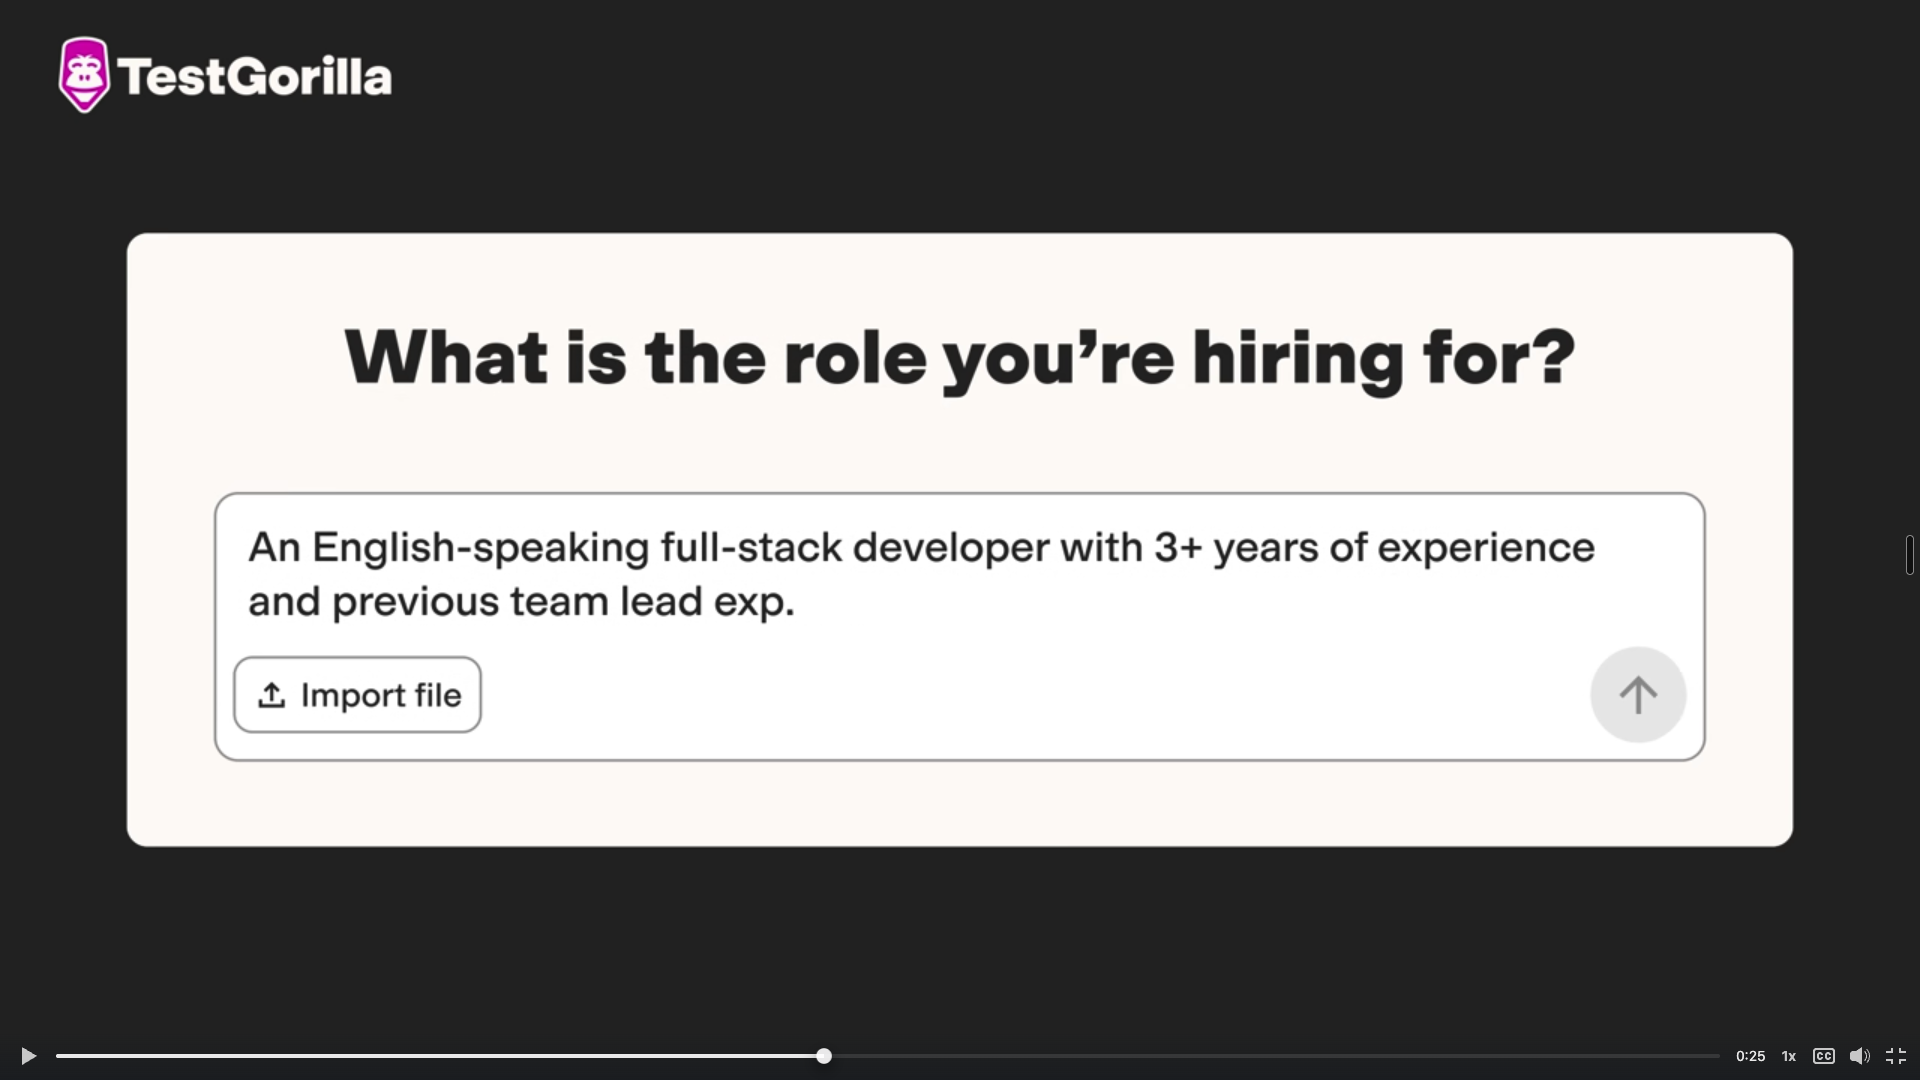 TestGorilla
What is the role you’re hiring for?
An English-speaking full-stack developer with 3+ years of experience
and previous team lead exp.
Import file
0:25 1x CC